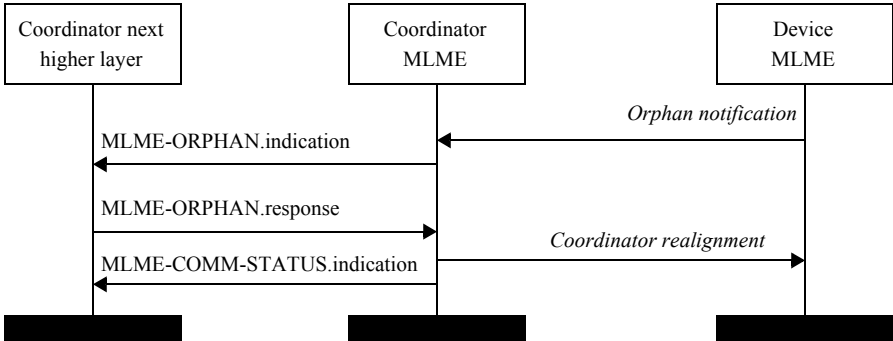 Coordinator next
higher layer
Coordinator
MLME
Device
MLME
Orphan notification
MLME-ORPHAN.indication
MLME-ORPHAN.response
Coordinator realignment
MLME-COMM-STATUS.indication